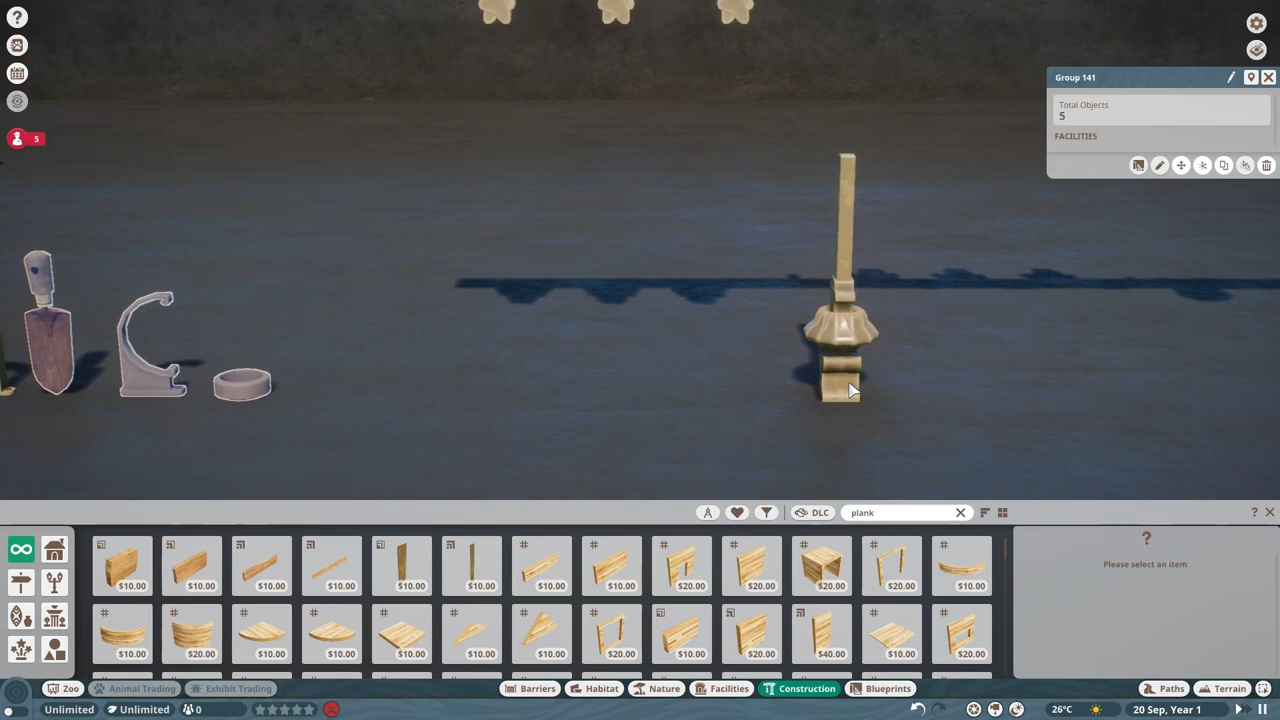 Group 141
Total Objects
5
FACILITIES
5
DLC
plank
?
?
?
Please select an item
$10.00 $10.00 $10.00 $10.00 $10.00 $10.00 $10.00 $10.00 $20.00 $20.00 $20.00 $20.00 $10.00
$10.00 $20.00 $10.00 $10.00 $10.00 $10.00 $10.00 $20.00 $10.00 $20.00 $40.00 $10.00 $20.00
Zoo Animal Trading Exhibit Trading Barriers Habitat Nature Facilities Construction Blueprints Paths Terrain
Unlimited Unlimited 0 26°C 20 Sep, Year 1